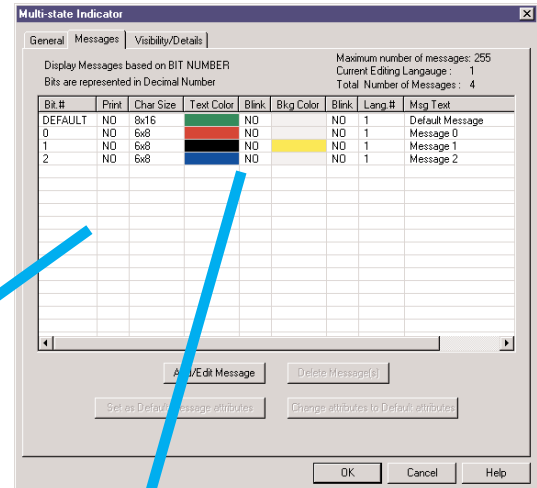 Multi-state Indicator
General Messages Visibility/Details
Display Messages based on BIT NUMBER
Bits are represented in Decimal Number
Maximum number of messages: 255
Current Editing Langauge : 1
Total Number of Messages : 4
Bit.# Print Char Size Text Color Blink Bkg Color Blink Lang.# Msg Text
DEFAULT NO 8x16 NO NO 1 Default Message
0 NO 6x8 NO NO 1 Message 0
1 NO 6x8 NO NO 1 Message 1
2 NO 6x8 NO NO 1 Message 2
Add/Edit Message Delete Message(s)
Set as Default Message attributes Change attributes to Default attributes
OK Cancel Help